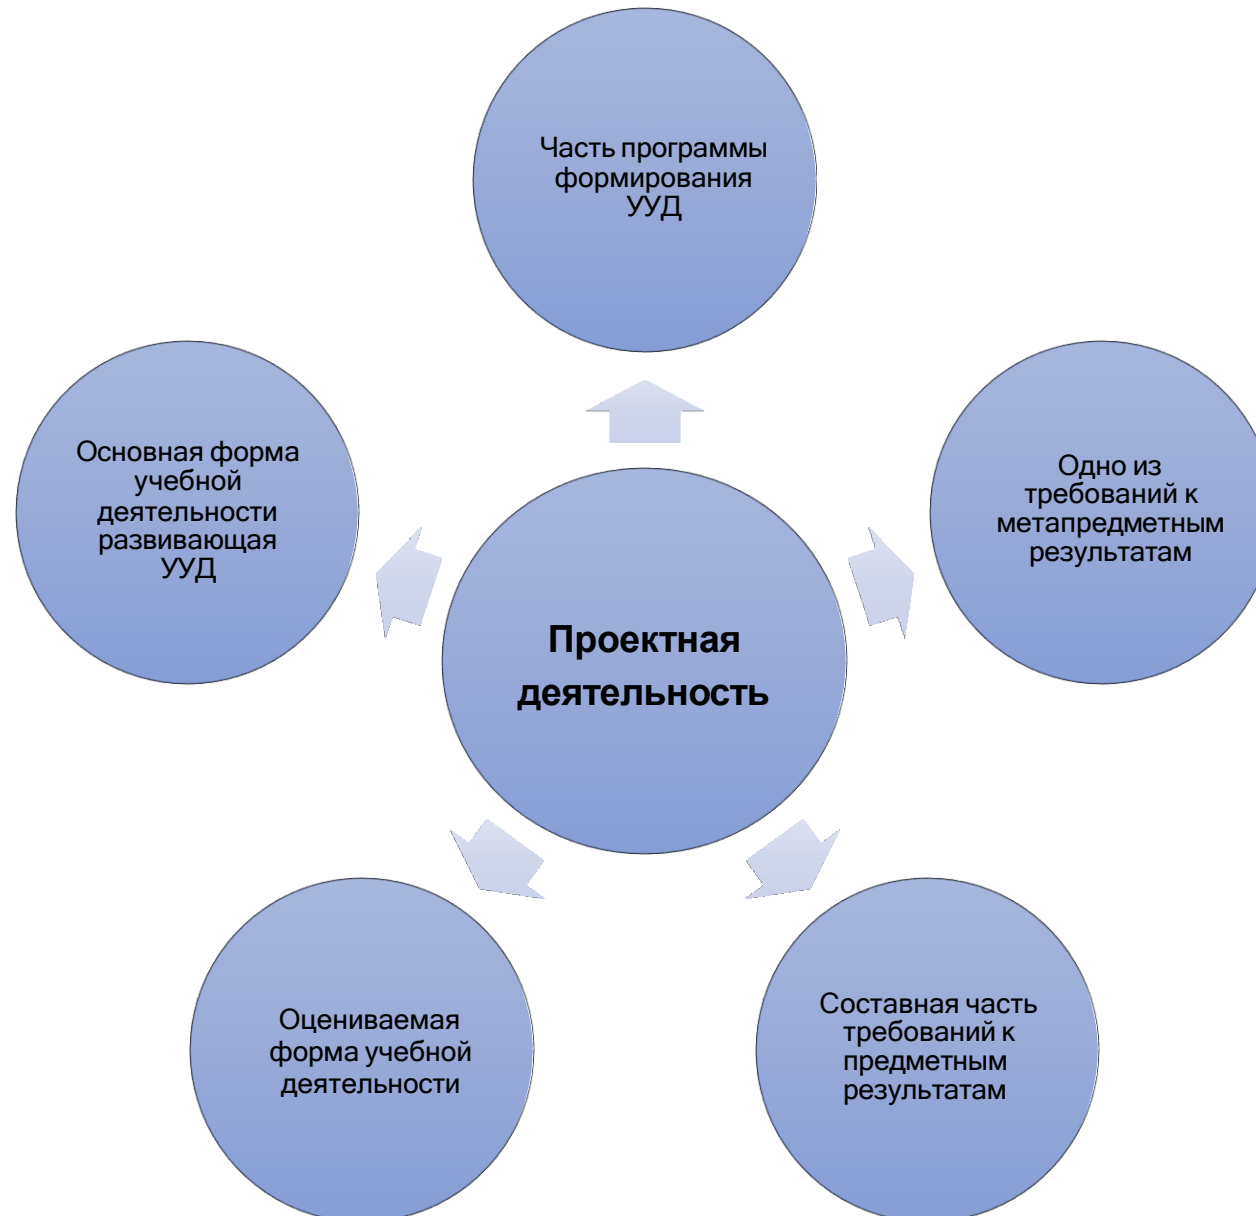 Часть программы
формирования
УУД
Основная форма
учебной
деятельности
развивающая
УУД
Одно из
требований к
метапредметным
результатам
Проектная
деятельность
Оцениваемая
форма учебной
деятельности
Составная часть
требований к
предметным
результатам